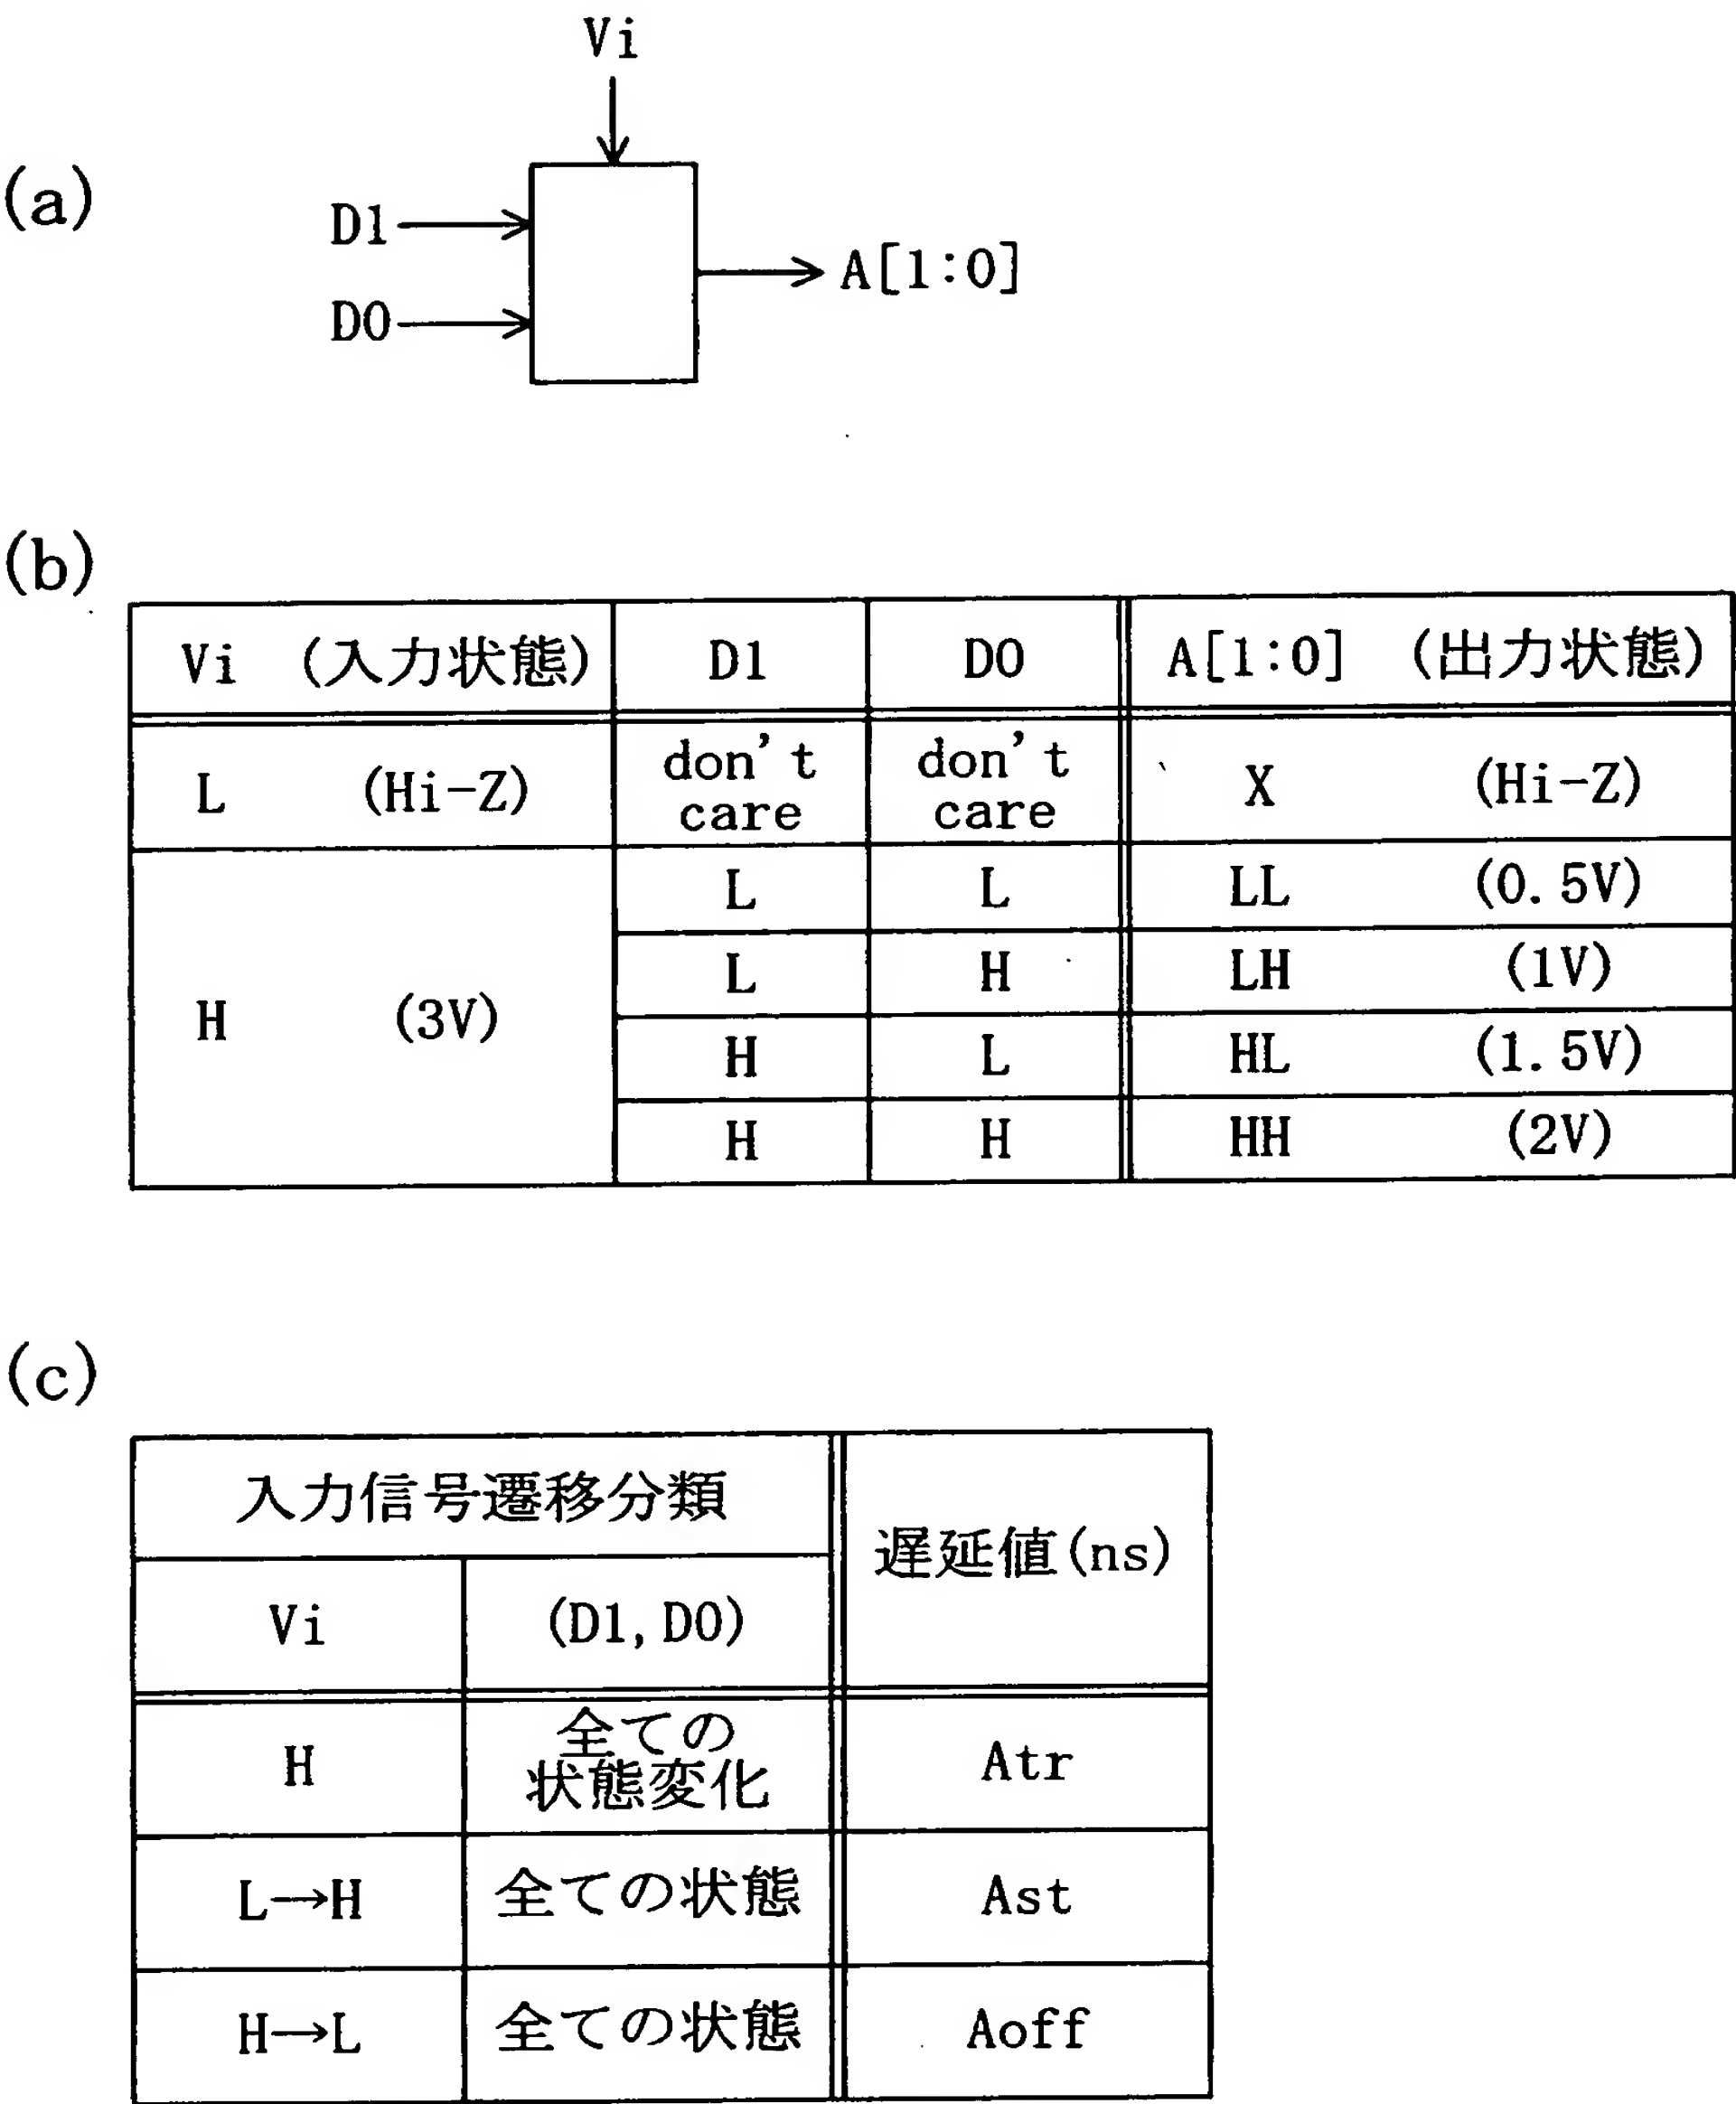 (a)
Vi
D1
D0
A[1:0]
(b)
Vi (入力状態) D1 D0 A[1:0] (出力状態)
L (Hi-Z) don't care don't care X (Hi-Z)
H (3V) L L LL (0.5V)
L H LH (1V)
H L HL (1.5V)
H H HH (2V)
(c)
入力信号遷移分類 遅延値(ns)
Vi (D1,D0)
H 全ての状態変化 Atr
L→H 全ての状態 Ast
H→L 全ての状態 Aoff